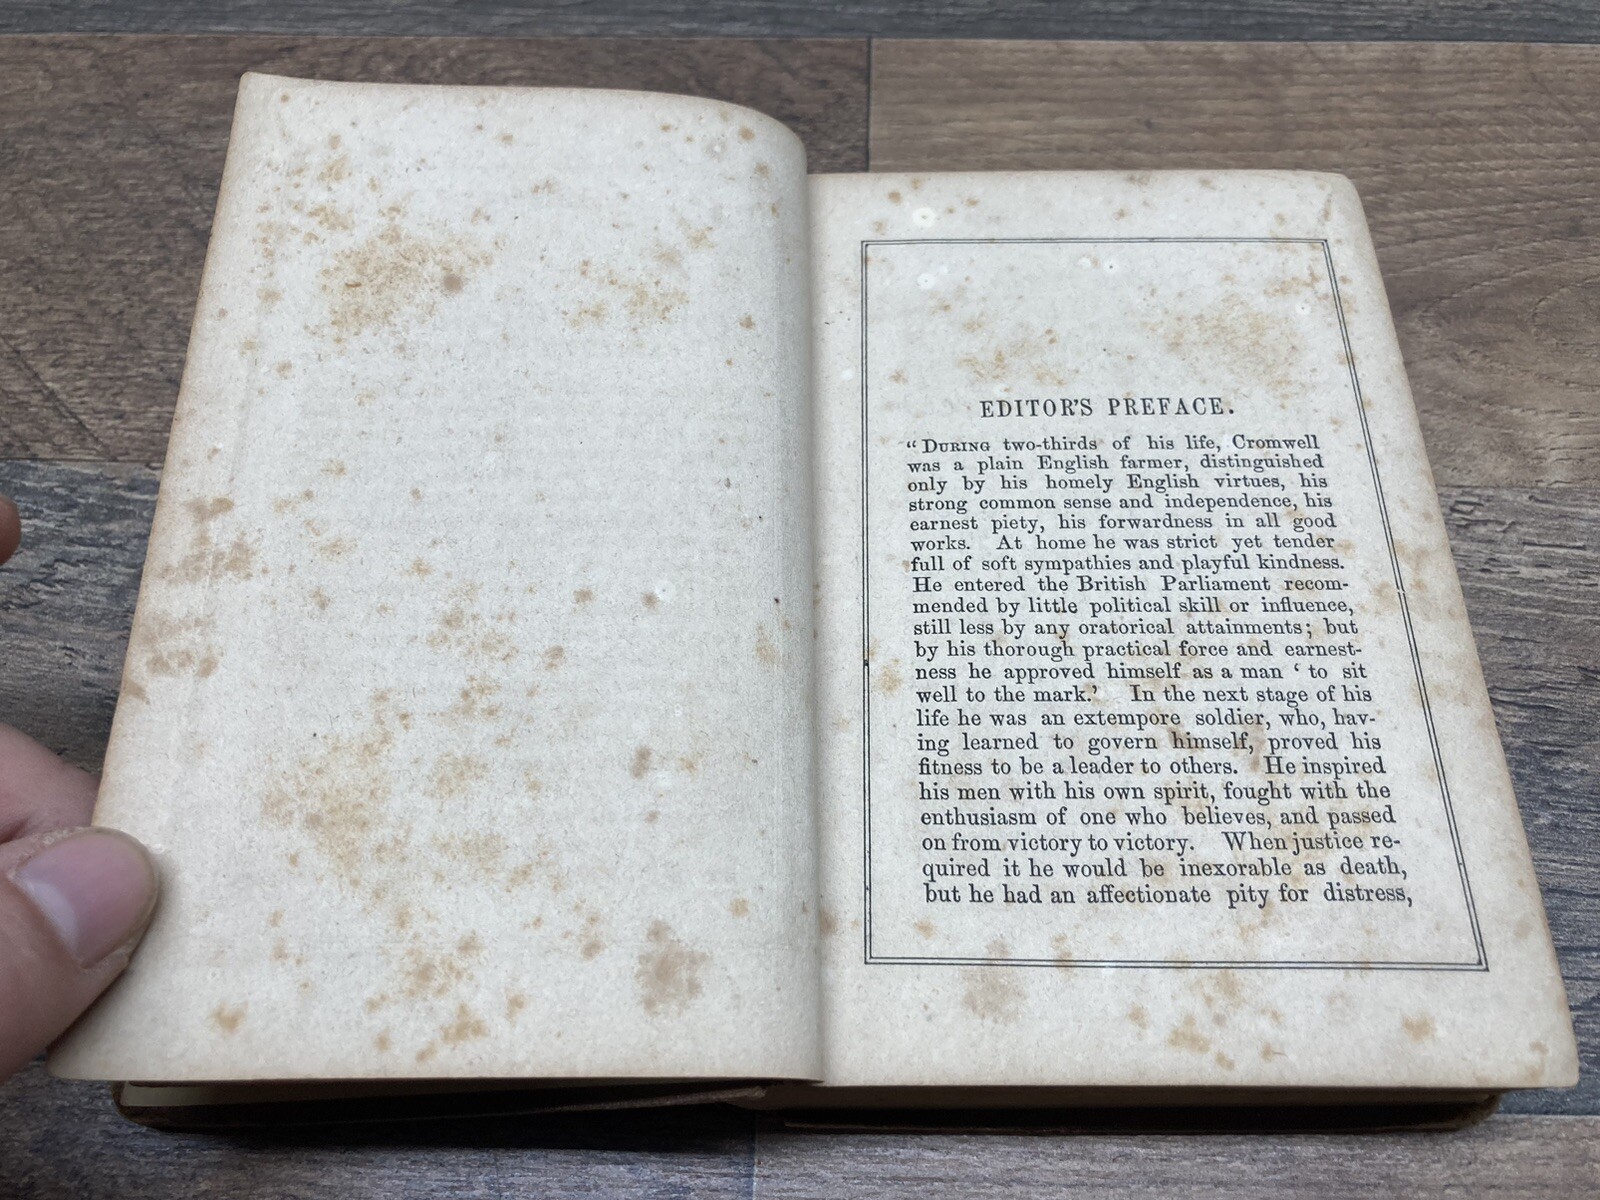 EDITOR'S PREFACE.
“ DURING two-thirds of his life, Cromwell
was a plain English farmer, distinguished
only by his homely English virtues, his
strong common sense and independence, his
earnest piety, his forwardness in all good
works. At home he was strict yet tender
full of soft sympathies and playful kindness.
He entered the British Parliament recom-
mended by little political skill or influence,
still less by any oratorical attainments; but
by his thorough practical force and earnest-
ness he approved himself as a man ‘ to sit
well to the mark.’ In the next stage of his
life he was an extempore soldier, who, hav-
ing learned to govern himself, proved his
fitness to be a leader to others. He inspired
his men with his own spirit, fought with the
enthusiasm of one who believes, and passed
on from victory to victory. When justice re-
quired it he would be inexorable as death,
but he had an affectionate pity for distress,